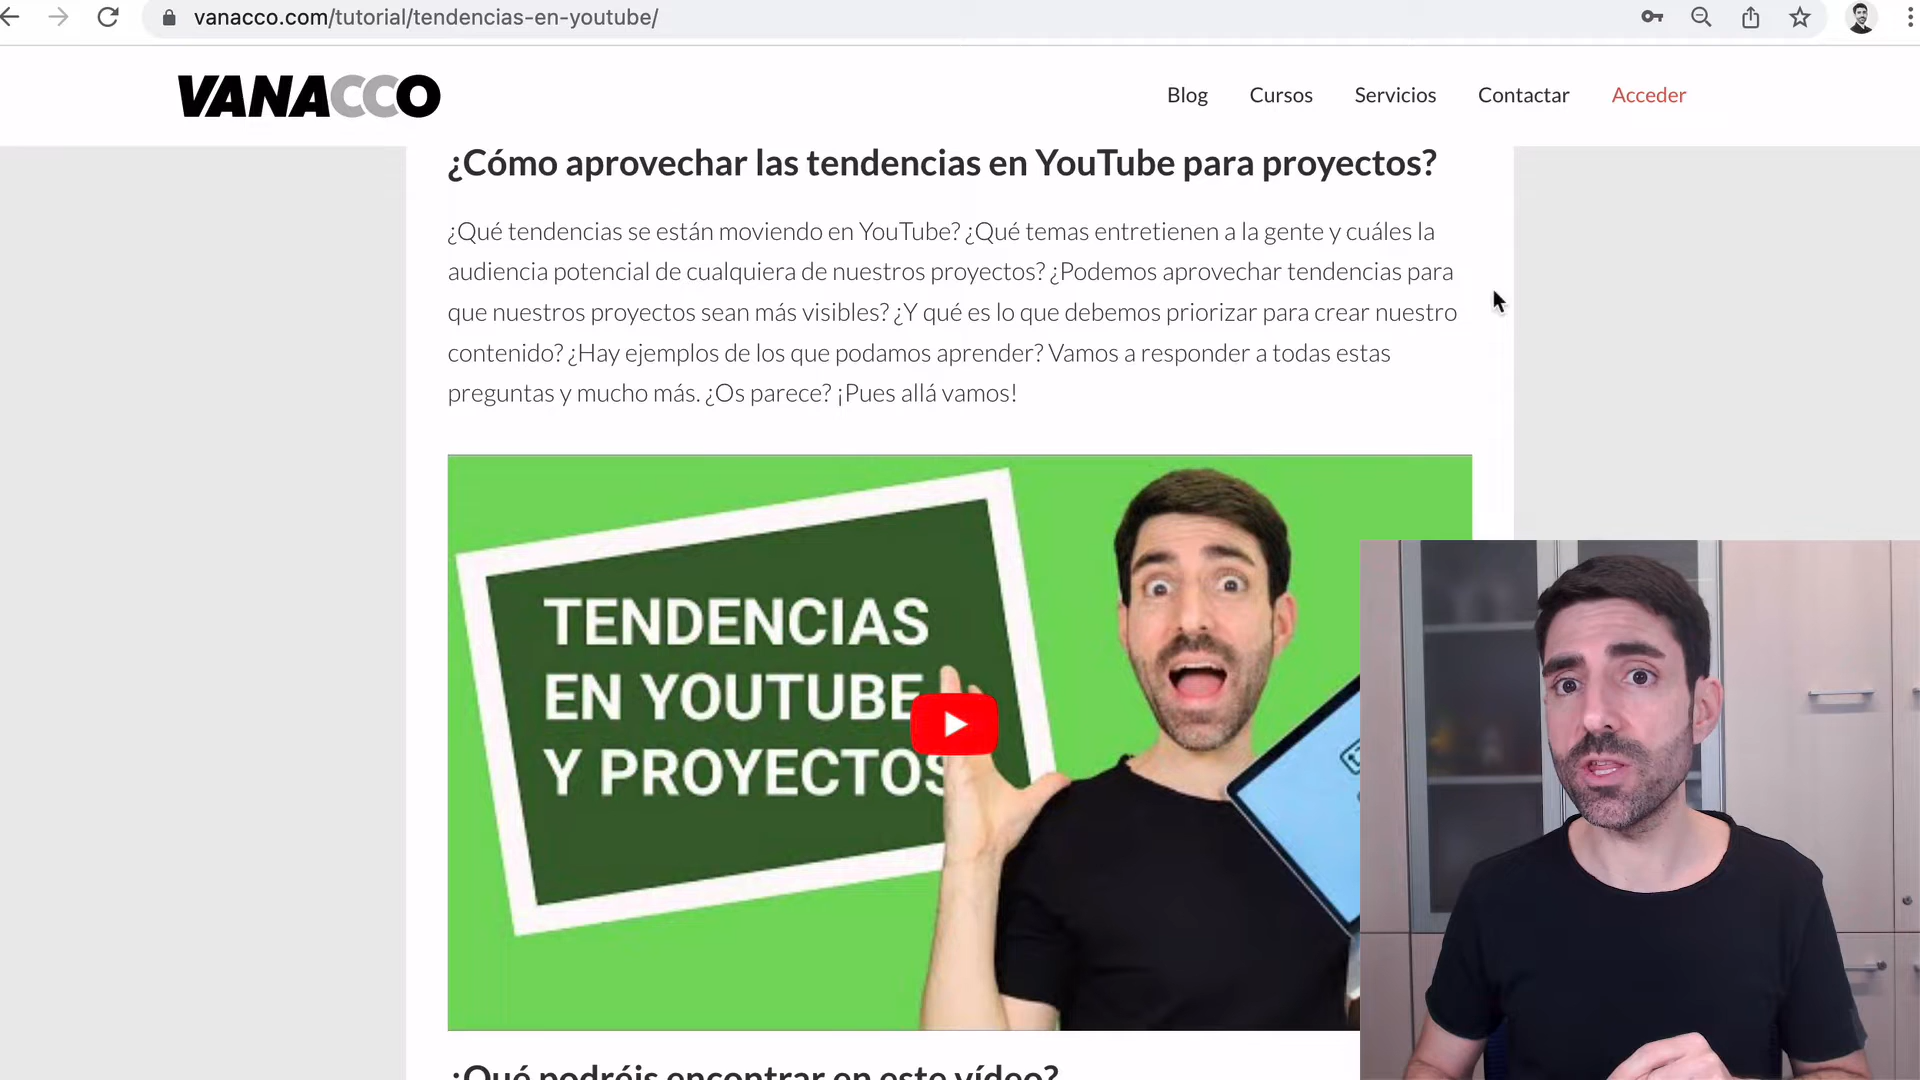 vanacco.com/tutorial/tendencias-en-youtube/
VANACCO
Blog
Cursos
Servicios
Contactar
Acceder
¿Cómo aprovechar las tendencias en YouTube para proyectos?
¿Qué tendencias se están moviendo en YouTube? ¿Qué temas entretienen a la gente y cuáles la
audiencia potencial de cualquiera de nuestros proyectos? ¿Podemos aprovechar tendencias para
que nuestros proyectos sean más visibles? ¿Y qué es lo que debemos priorizar para crear nuestro
contenido? ¿Hay ejemplos de los que podamos aprender? Vamos a responder a todas estas
preguntas y mucho más. ¿Os parece? ¡Pues allá vamos!
TENDENCIAS
EN YOUTUBE
Y PROYECTOS
¿Qué podréis encontrar en este vídeo?